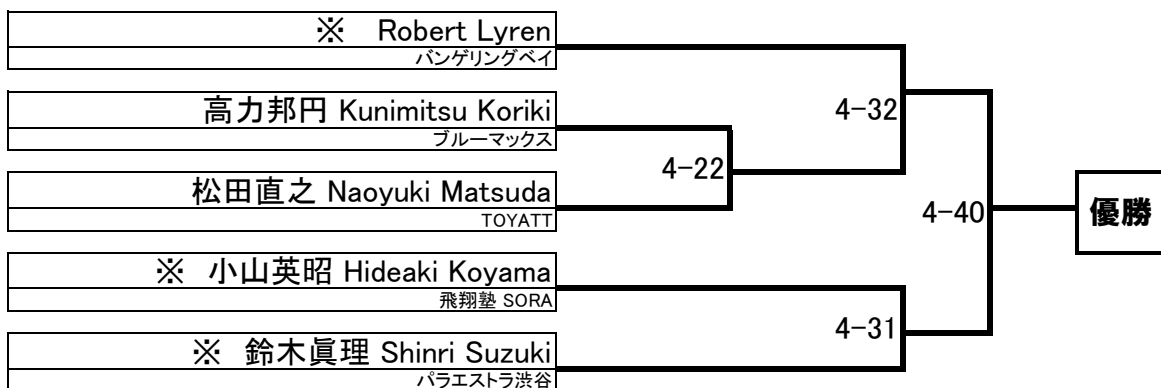 ※ Robert Lyren
バンゲリングベイ
高力邦円 Kunimitsu Koriki
ブルーマックス
松田直之 Naoyuki Matsuda
TOYATT
※ 小山英昭 Hideaki Koyama
飛翔塾 SORA
※ 鈴木眞理 Shinri Suzuki
パラエストラ渋谷
4-22
4-32
4-31
4-40
優勝